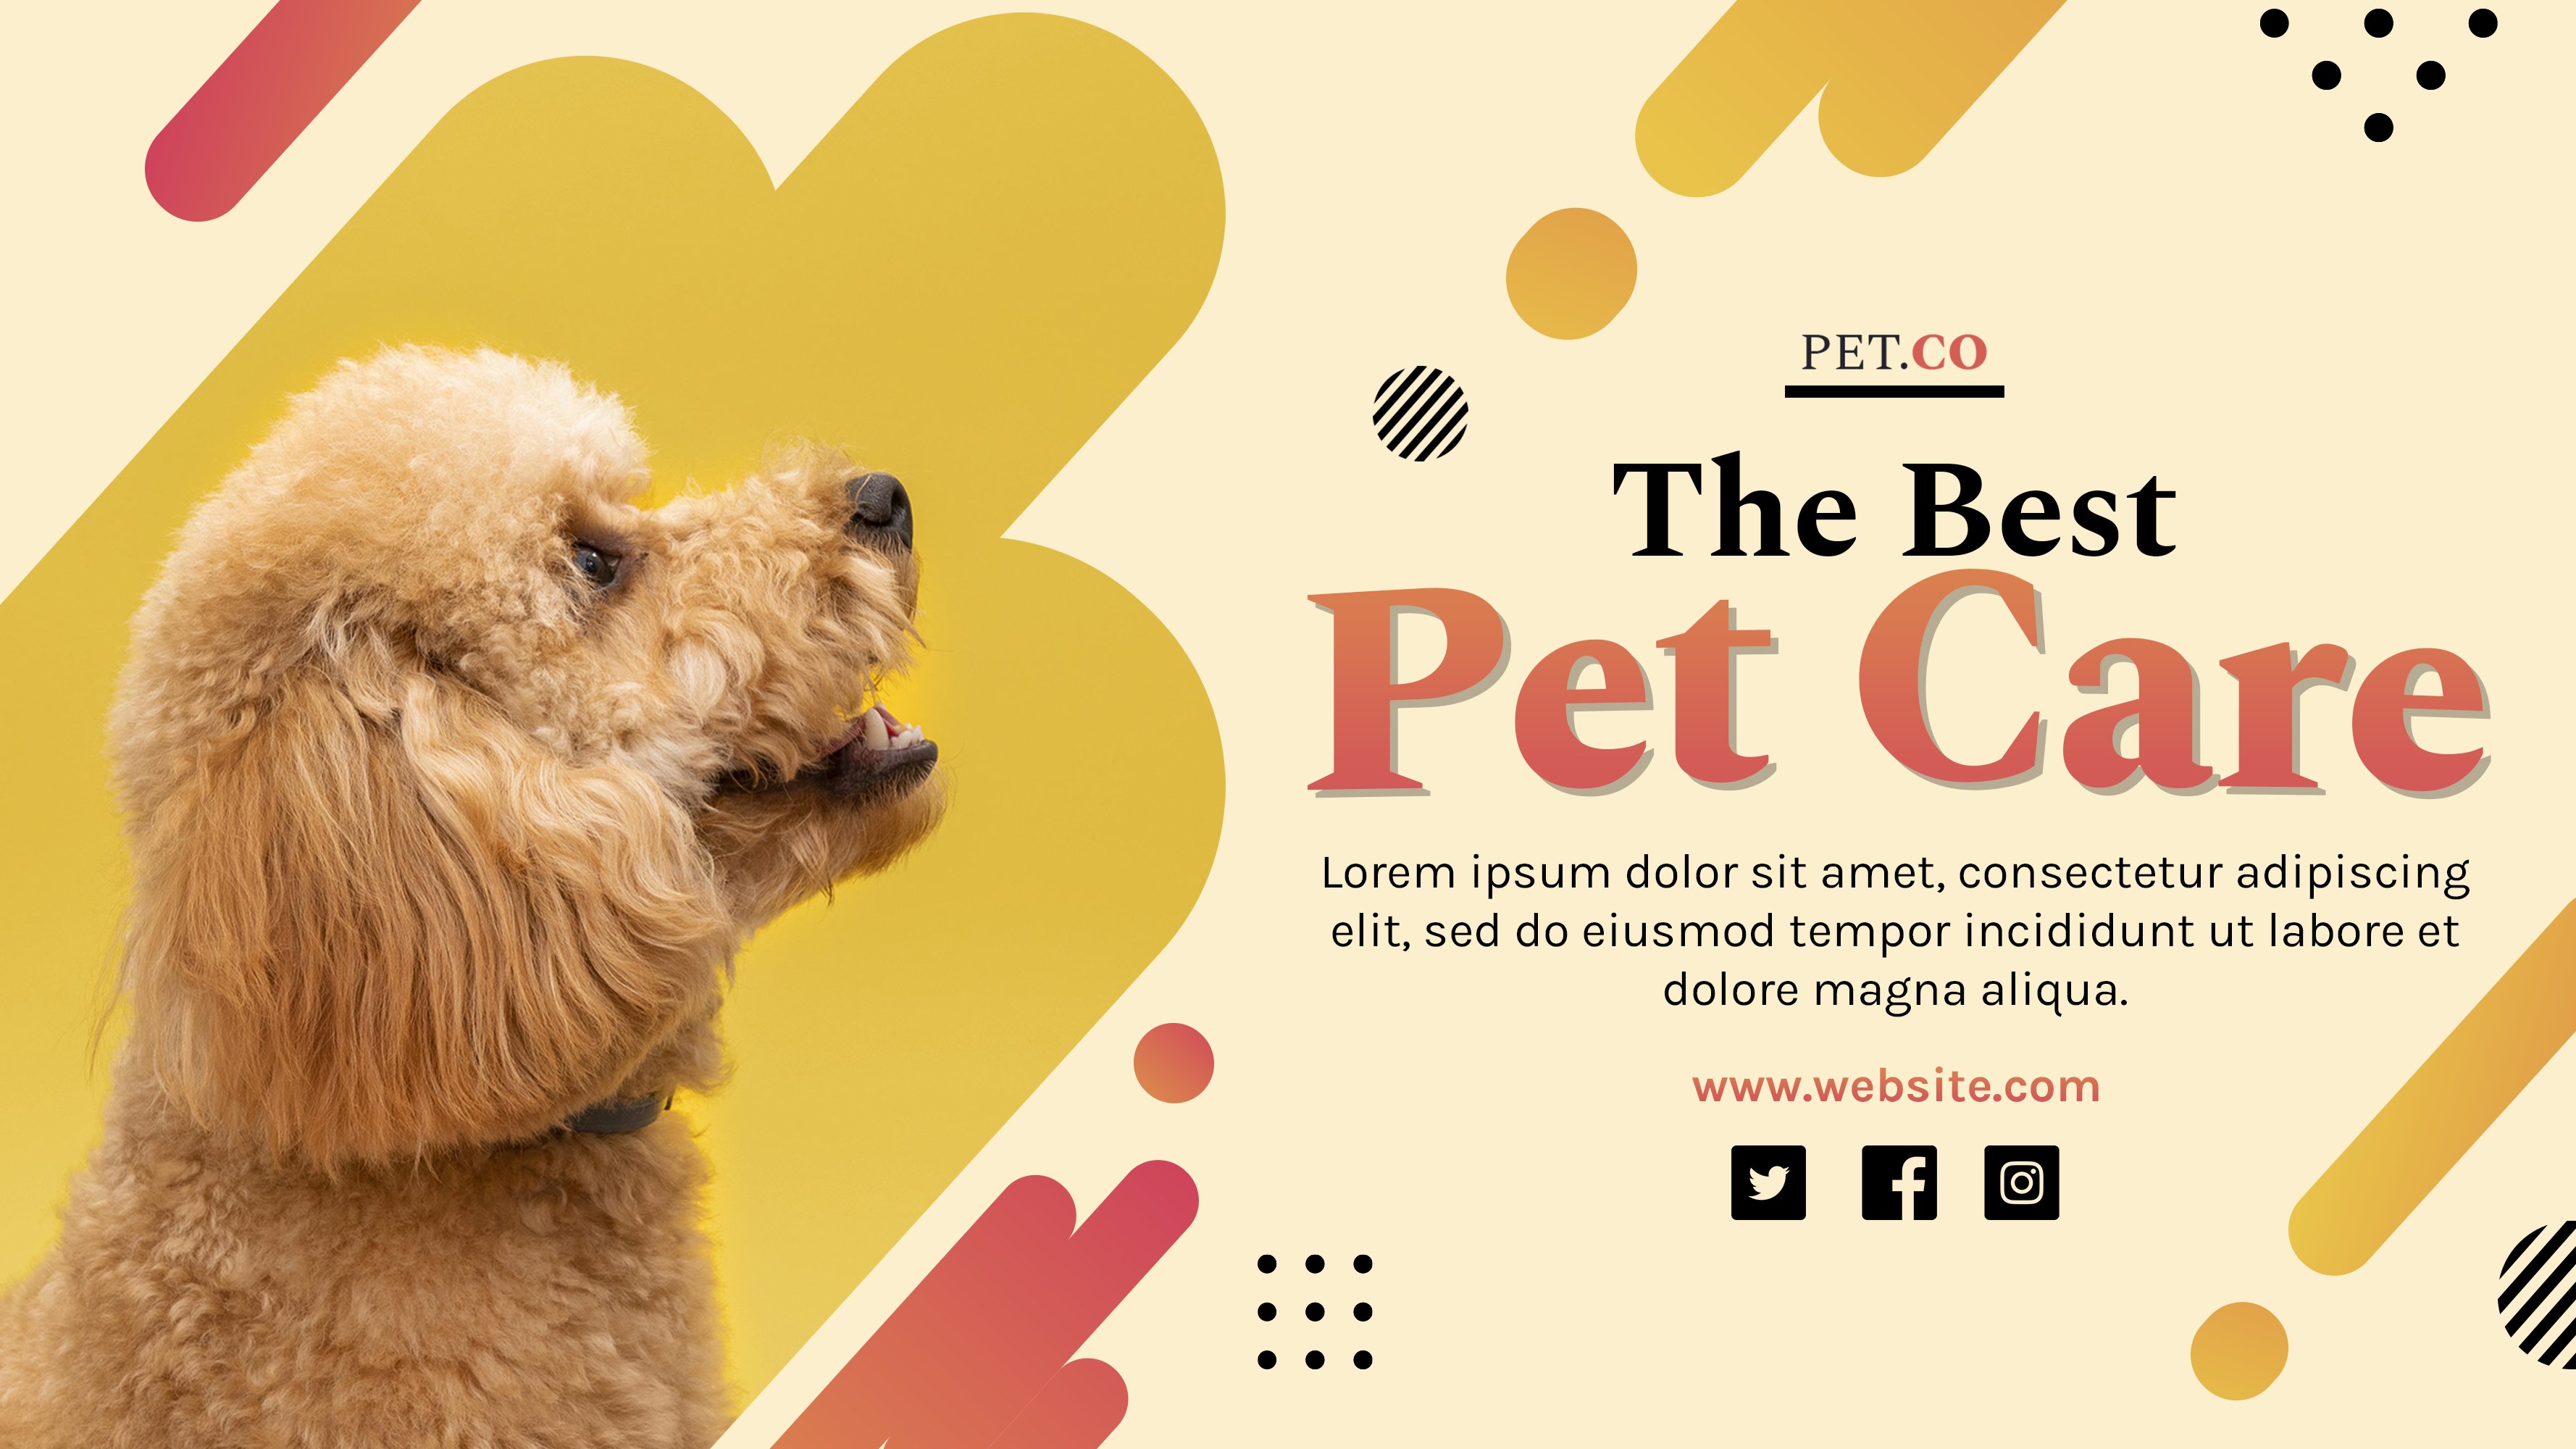 PET.CO
The Best
Pet Care
Lorem ipsum dolor sit amet, consectetur adipiscing
elit, sed do eiusmod tempor incididunt ut labore et
dolore magna aliqua.
www.website.com